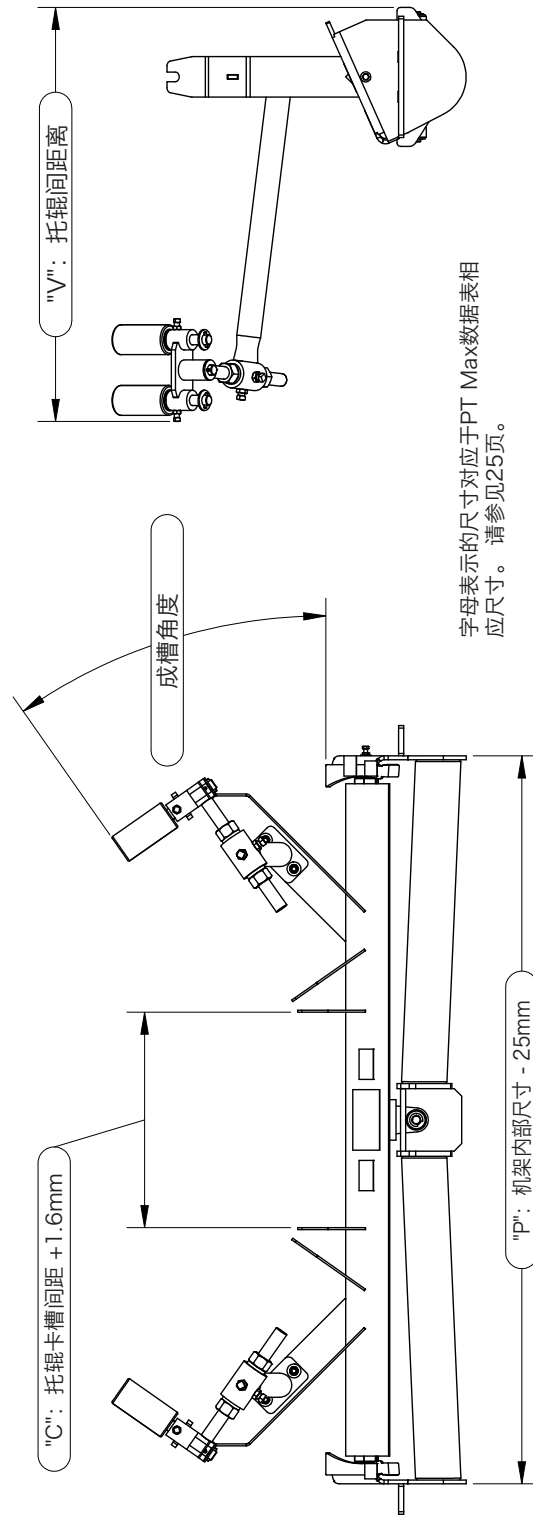 "C": 托辊卡槽间距 +1.6mm
成槽角度
"V": 托辊间距离
"P": 机架内部尺寸 - 25mm
字母表示的尺寸对应于PT Max数据表相
应尺寸。 请参见25页。